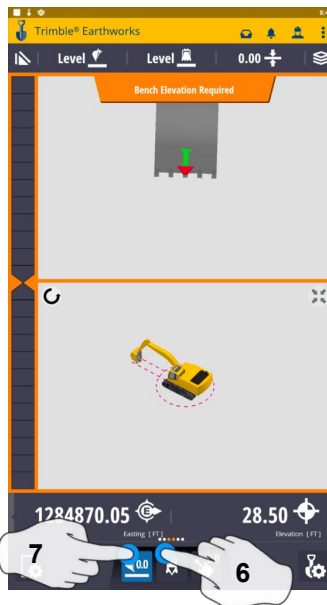 Trimble® Earthworks
Level
Level
0.00
Bench Elevation Required
1284870.05
28.50
Easting [FT]
Elevation [FT]
7
0.0
6